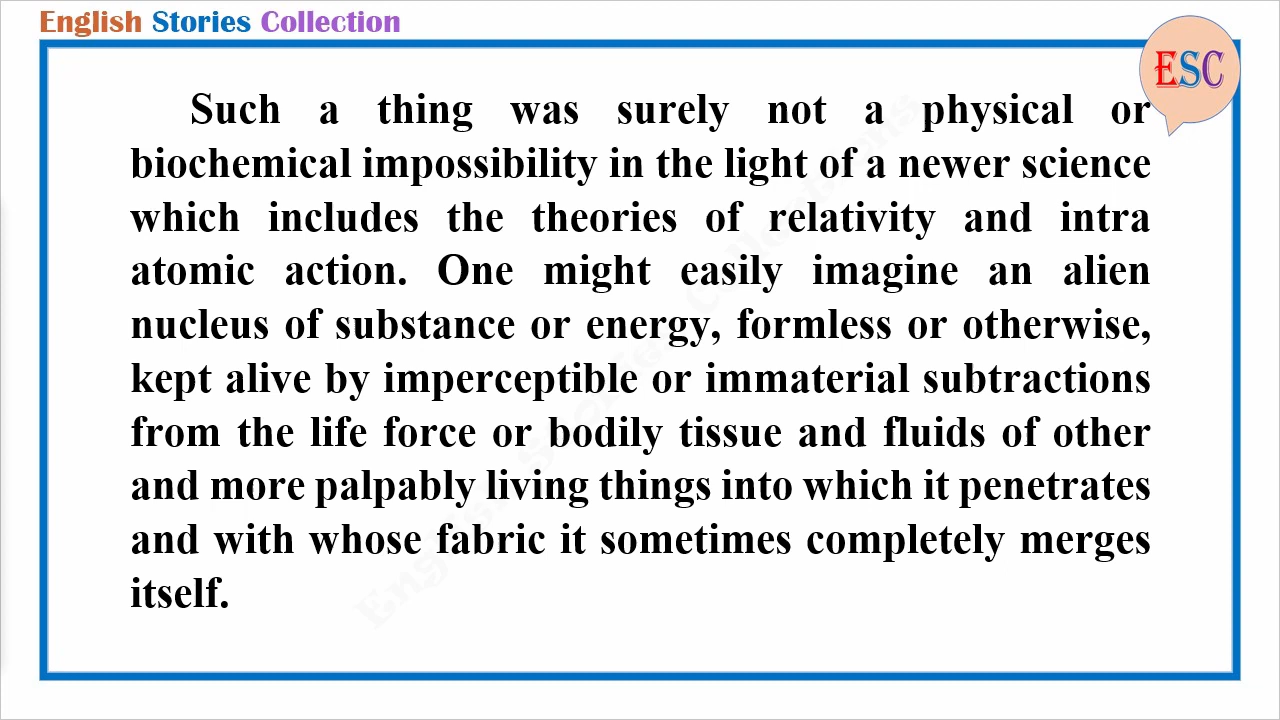 English Stories Collection
ESC
Such a thing was surely not a physical or
biochemical impossibility in the light of a newer science
which includes the theories of relativity and intra
atomic action. One might easily imagine an alien
nucleus of substance or energy, formless or otherwise,
kept alive by imperceptible or immaterial subtractions
from the life force or bodily tissue and fluids of other
and more palpably living things into which it penetrates
and with whose fabric it sometimes completely merges
itself.